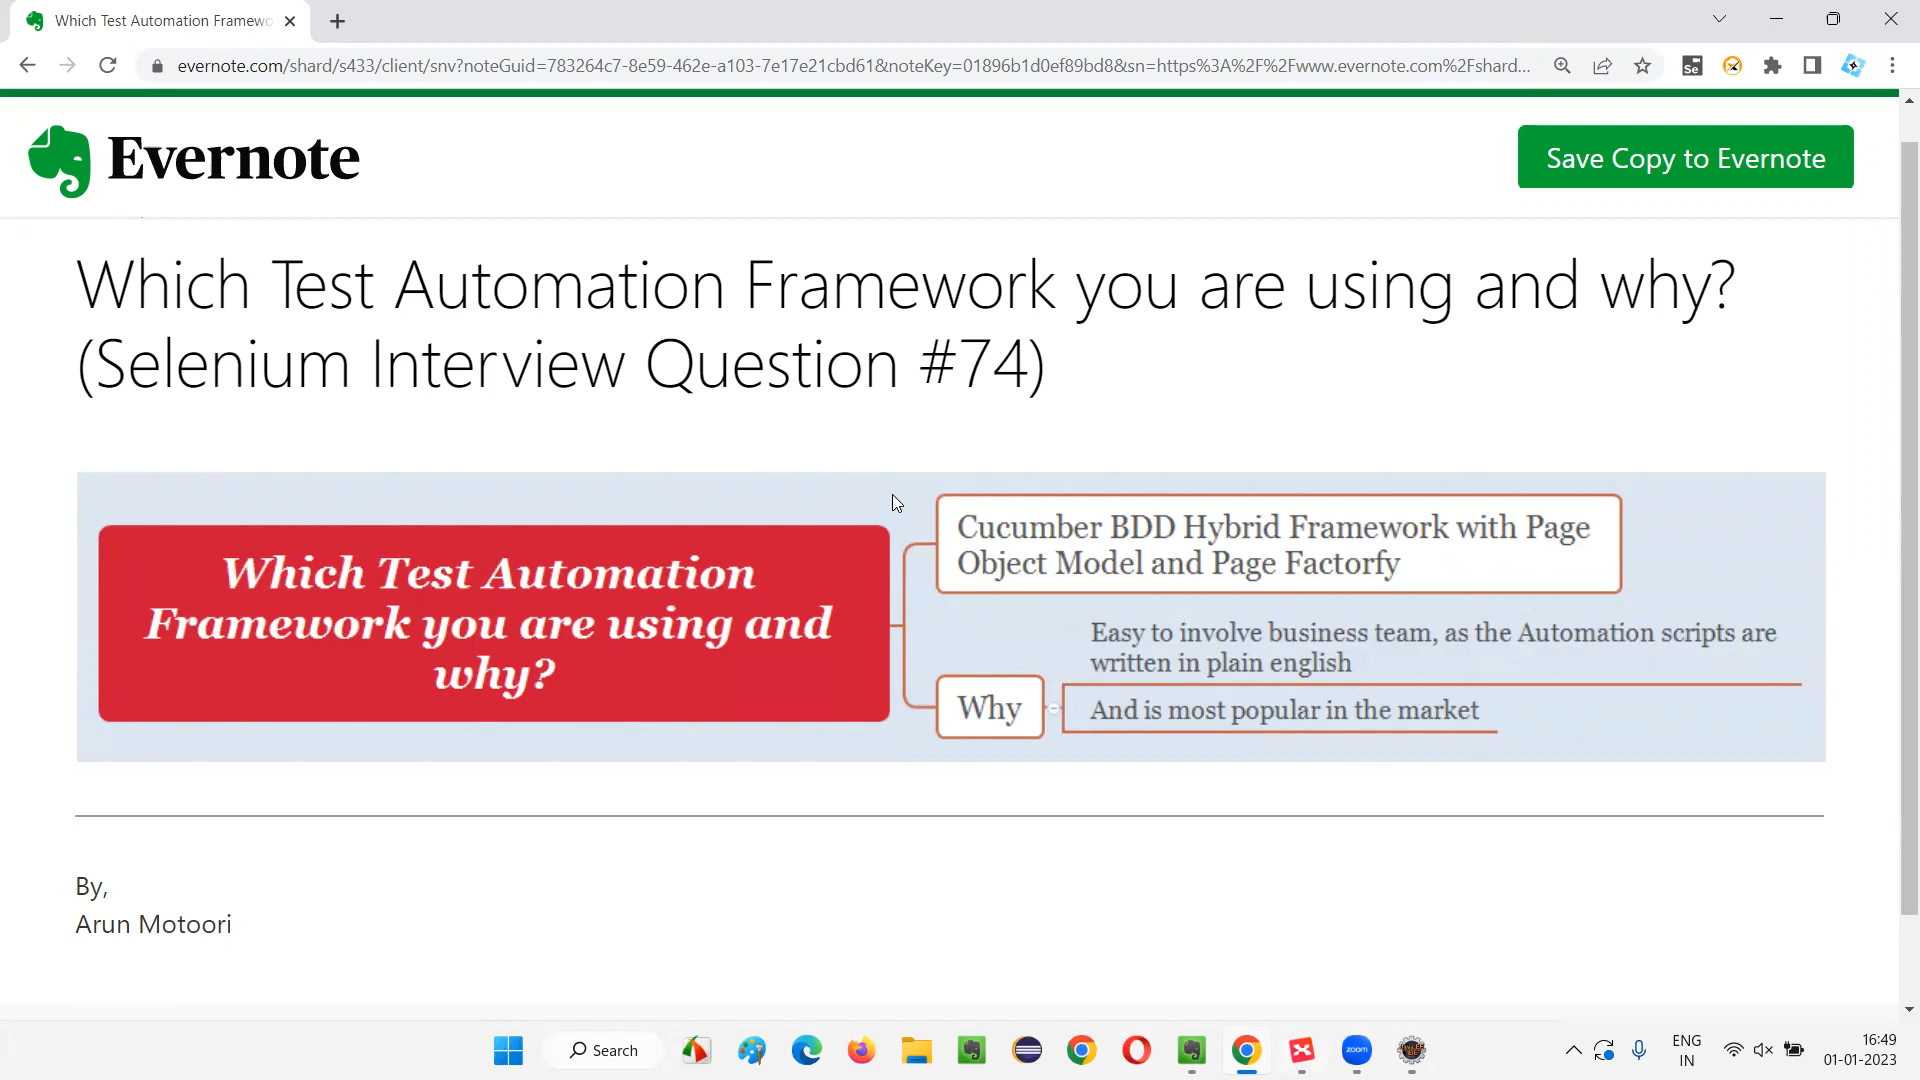 Which Test Automation Framewo
evernote.com/shard/s433/client/snv?noteGuid=783264c7-8e59-462e-a103-7e17e21cbd61&noteKey=01896b1d0ef89bd8&sn=https%3A%2F%2Fwww.evernote.com%2Fshard...
Evernote
Save Copy to Evernote
Which Test Automation Framework you are using and why?
(Selenium Interview Question #74)
Which Test Automation
Framework you are using and
why?
Cucumber BDD Hybrid Framework with Page
Object Model and Page Factorfy
Easy to involve business team, as the Automation scripts are
written in plain english
Why
And is most popular in the market
By,
Arun Motoori
Search
zoom
ENG
IN
16:49
01-01-2023